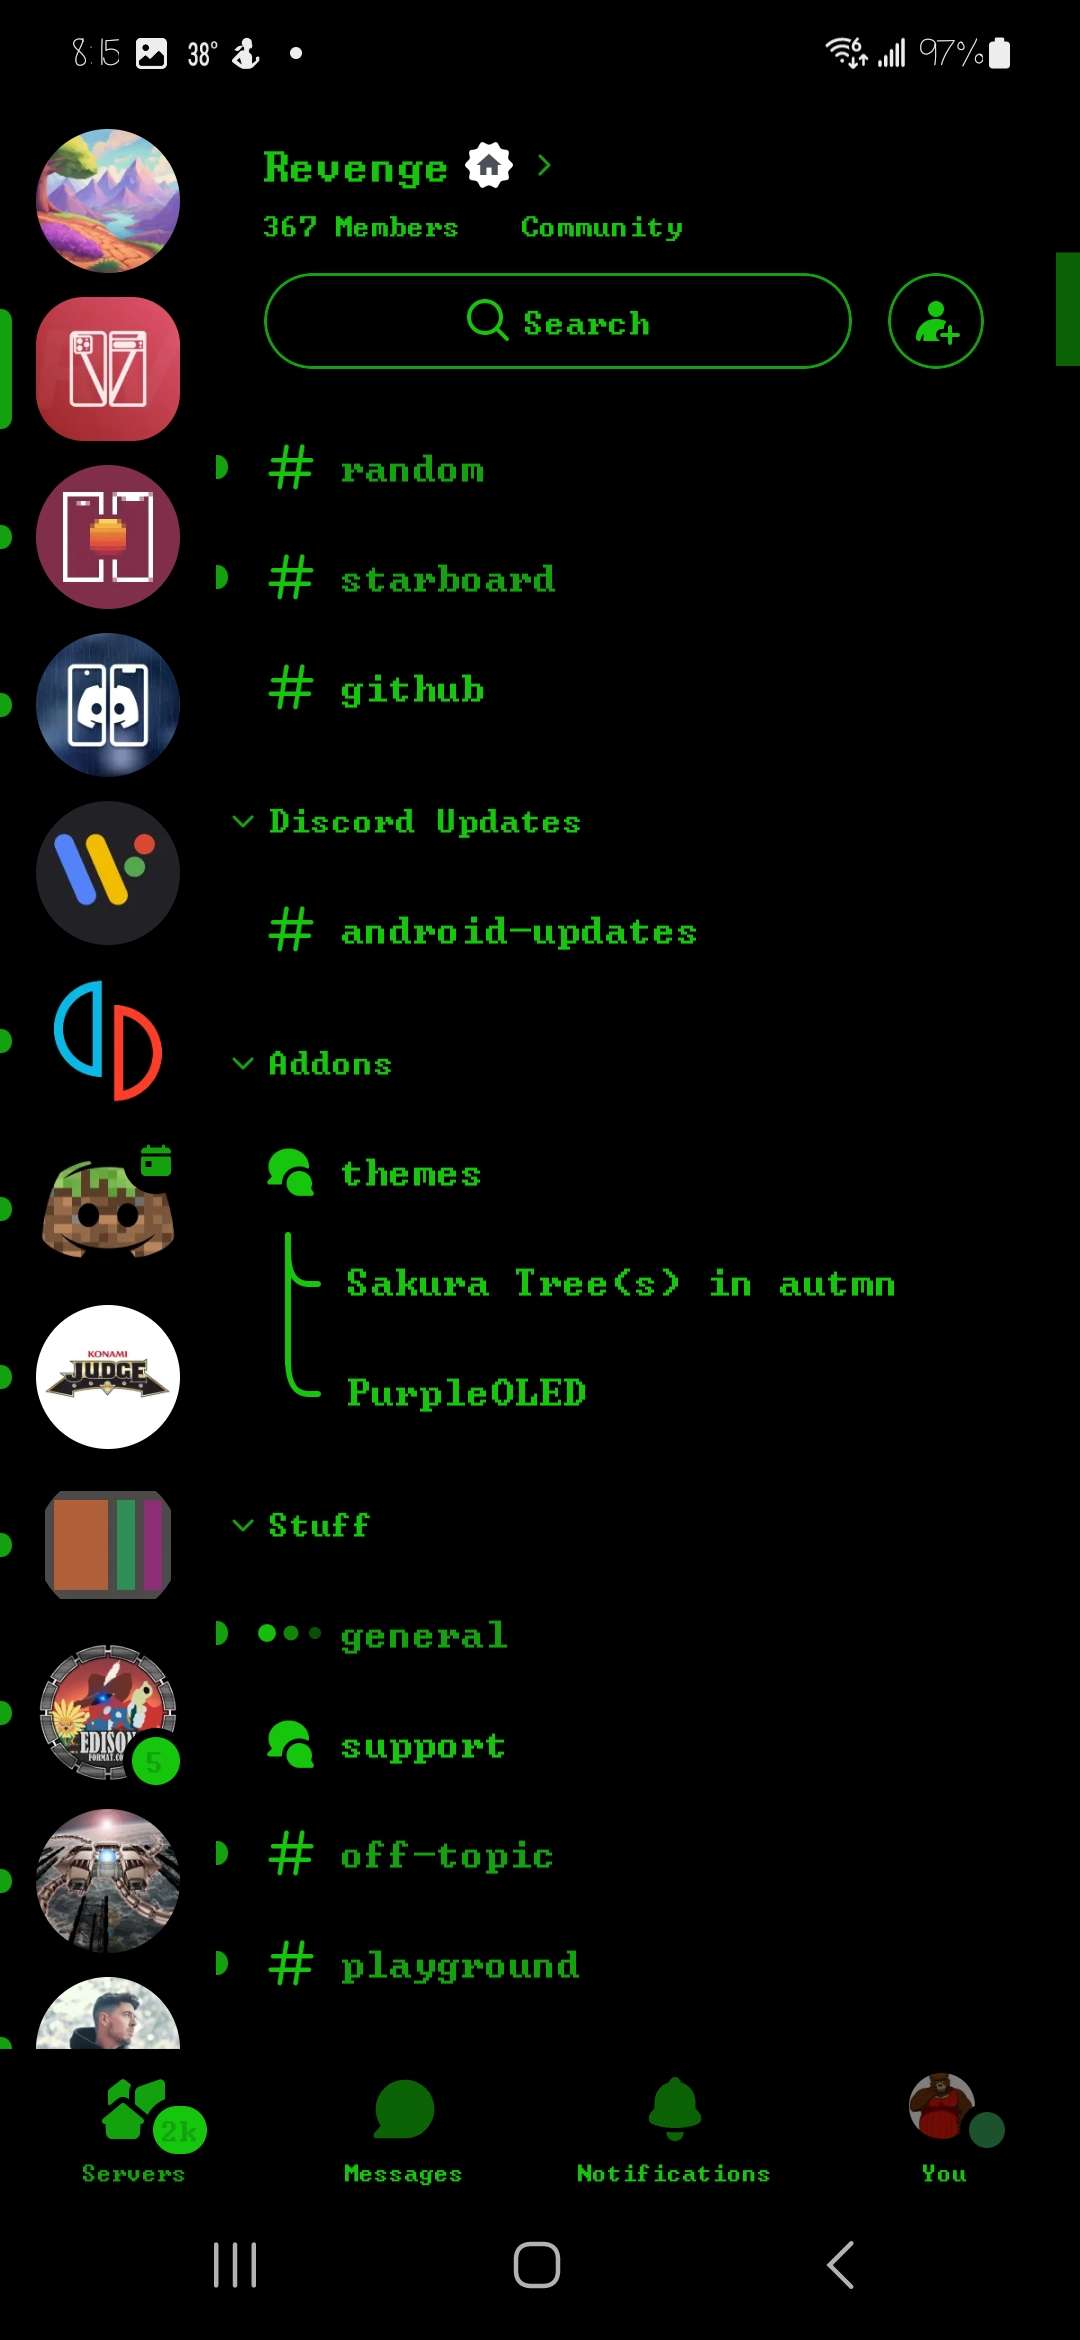 8:15 38° 97%
Revenge
367 Members Community
Search
random
starboard
github
Discord Updates
android-updates
Addons
themes
Sakura Tree(s) in autmn
PurpleOLED
KONAMI
JUDGE
Stuff
general
EDISON
FORMAT.CO
5
support
off-topic
playground
2k
Servers Messages Notifications You